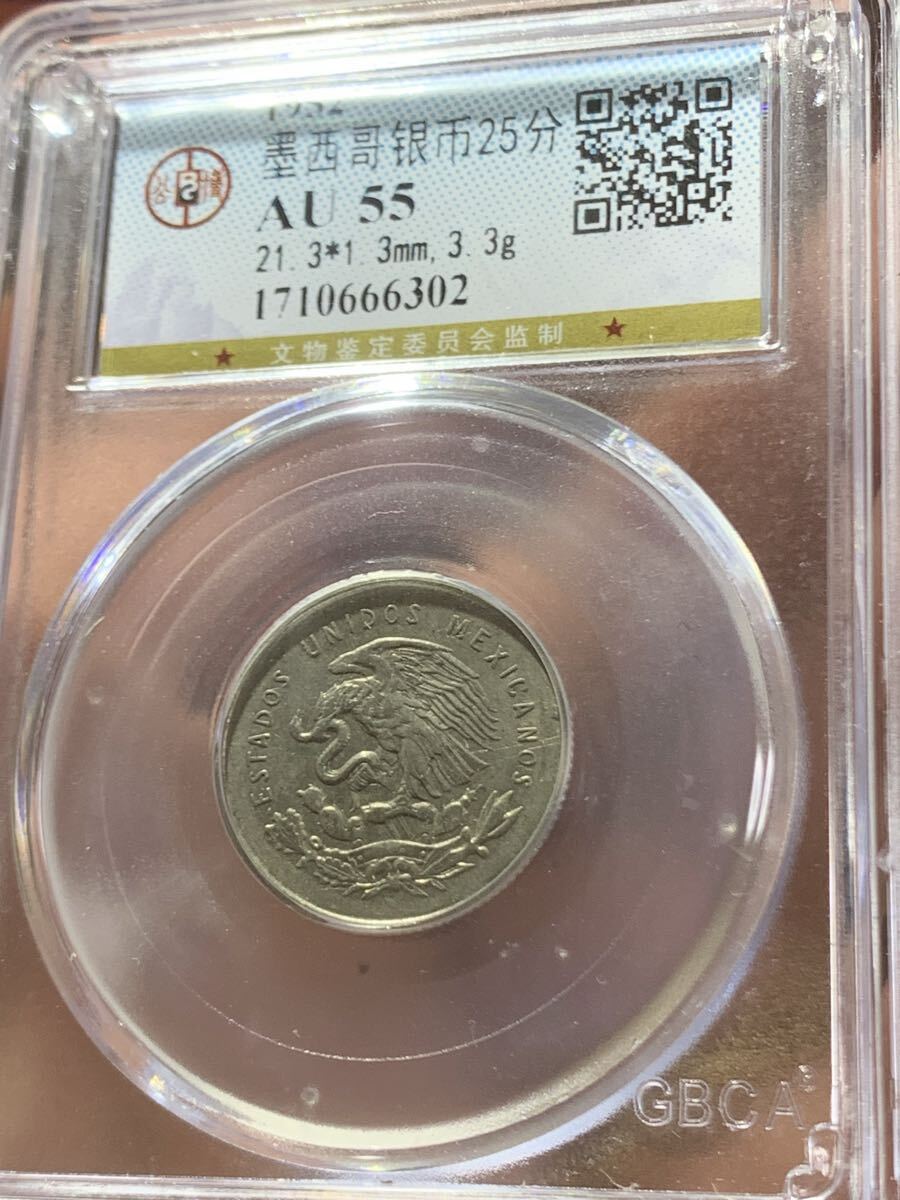 1952
墨西哥银币25分
AU 55
21.3*1.3mm, 3.3g
1710666302
★ 文物鉴定委员会监制 ★
ESTADOS UNIDOS MEXICANOS
GBCA